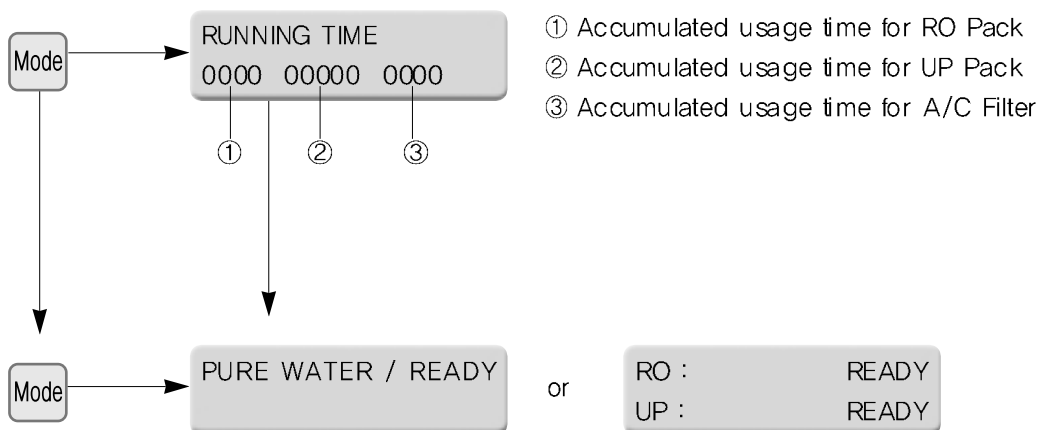 Mode
RUNNING TIME
0000 00000 0000
① ② ③
① Accumulated usage time for RO Pack
② Accumulated usage time for UP Pack
③ Accumulated usage time for A/C Filter
Mode
PURE WATER / READY
or
RO : READY
UP : READY